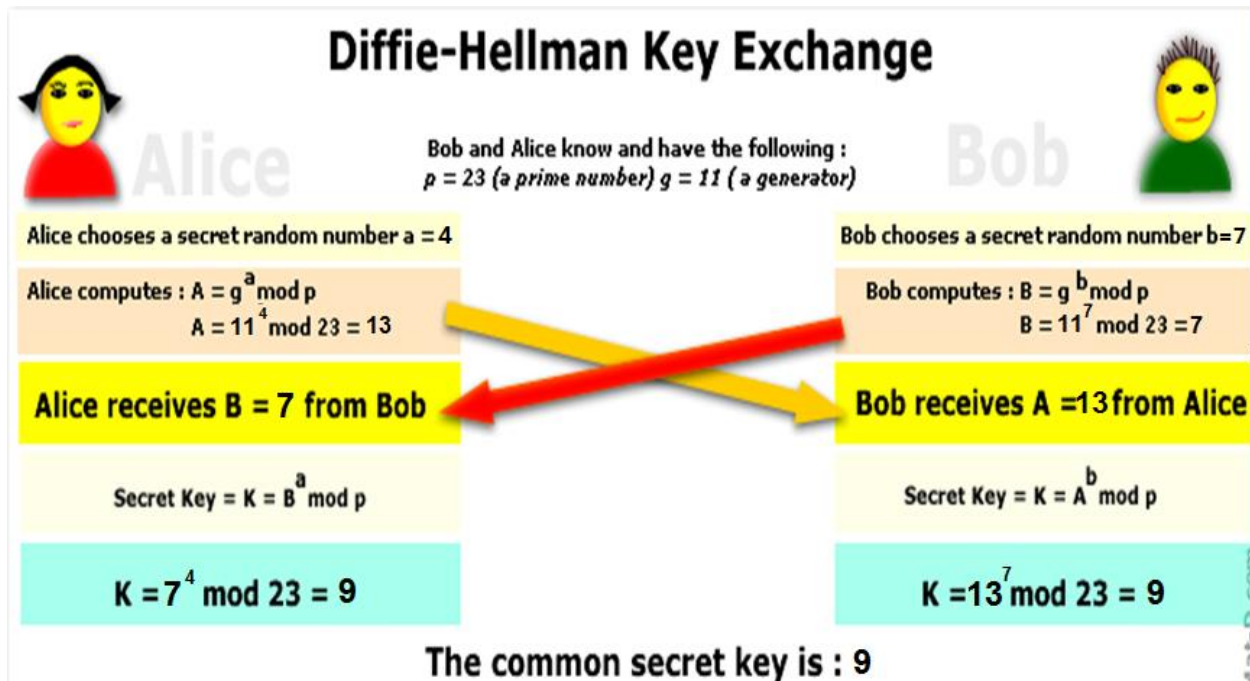 Diffie-Hellman Key Exchange
Alice
Bob
Bob and Alice know and have the following :
p = 23 (a prime number) g = 11 ( a generator)
Alice chooses a secret random number a = 4
Bob chooses a secret random number b=7
Alice computes : A = g^a mod p
A = 11^4 mod 23 = 13
Bob computes : B = g^b mod p
B = 11^7 mod 23 =7
Alice receives B = 7 from Bob
Bob receives A =13 from Alice
Secret Key = K = B^a mod p
Secret Key = K = A^b mod p
K = 7^4 mod 23 = 9
K =13^7 mod 23 = 9
The common secret key is : 9